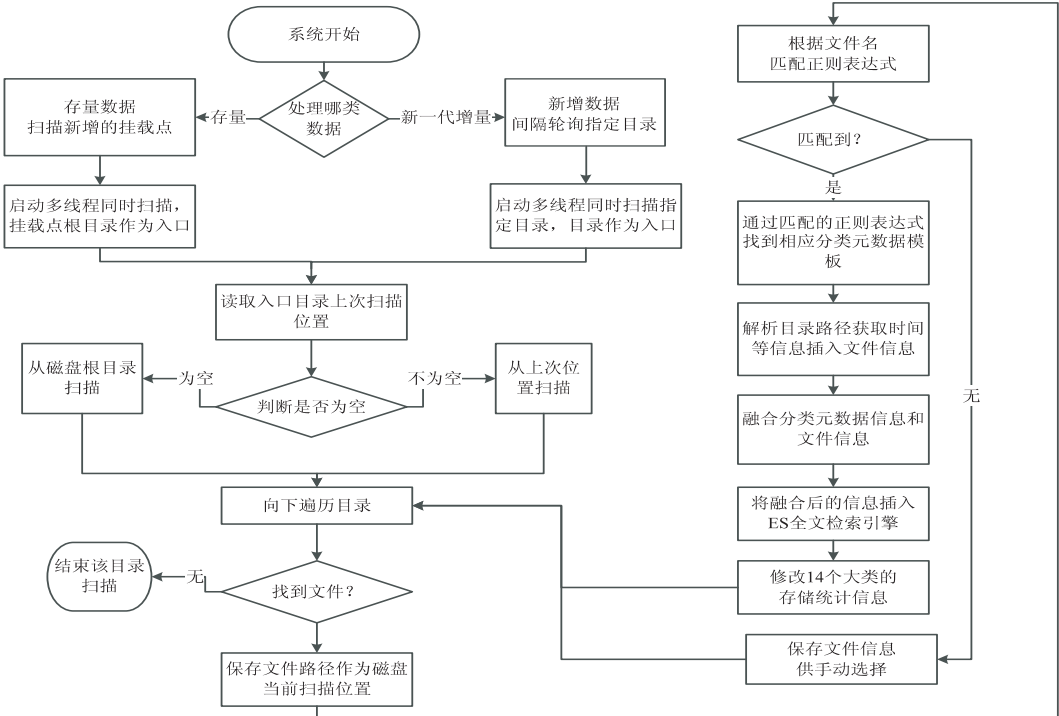 系统开始
处理哪类
数据
存量
新一代增量
存量数据
扫描新增的挂载点
新增数据
间隔轮询指定目录
启动多线程同时扫描，
挂载点根目录作为入口
启动多线程同时扫描指
定目录，目录作为入口
读取入口目录上次扫描
位置
判断是否为空
为空
不为空
从磁盘根目录
扫描
从上次位
置扫描
向下遍历目录
找到文件？
无
结束该目录
扫描
保存文件路径作为磁盘
当前扫描位置
根据文件名
匹配正则表达式
匹配到？
是
无
通过匹配的正则表达式
找到相应分类元数据模
板
解析目录路径获取时间
等信息插入文件信息
融合分类元数据信息和
文件信息
将融合后的信息插入
ES全文检索引擎
修改14个大类的
存储统计信息
保存文件信息
供手动选择